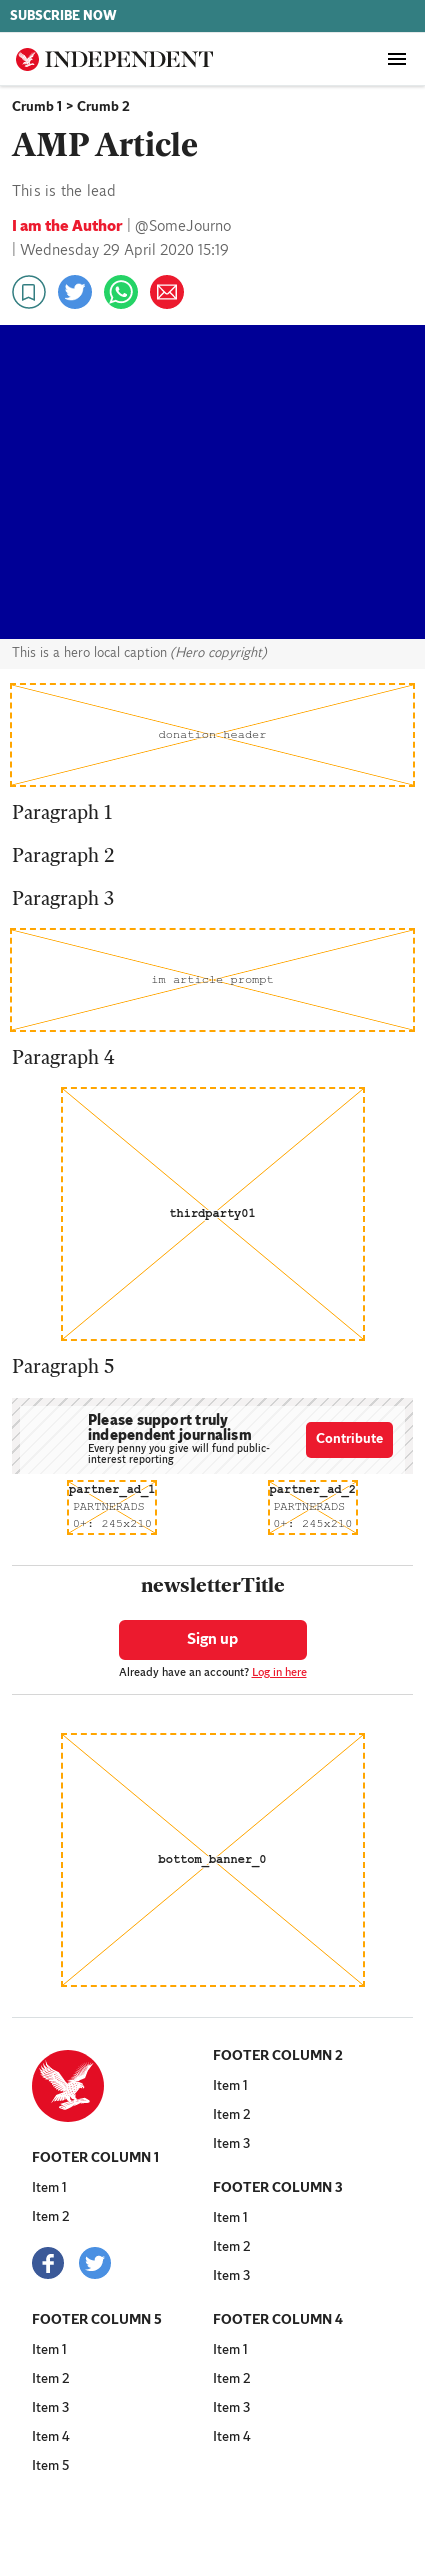 SUBSCRIBE NOW
INDEPENDENT
Crumb 1 > Crumb 2
AMP Article
This is the lead
I am the Author | @SomeJourno
| Wednesday 29 April 2020 15:19
This is a hero local caption (Hero copyright)
donation header
Paragraph 1
Paragraph 2
Paragraph 3
im article prompt
Paragraph 4
thirdparty01
Paragraph 5
Please support truly
independent journalism
Every penny you give will fund public-
interest reporting
Contribute
partner_ad_1
PARTNERADS
0+: 245x210
partner_ad_2
PARTNERADS
0+: 245x210
newsletterTitle
Sign up
Already have an account? Log in here
bottom_banner_0
FOOTER COLUMN 1
Item 1
Item 2
FOOTER COLUMN 2
Item 1
Item 2
Item 3
FOOTER COLUMN 3
Item 1
Item 2
Item 3
FOOTER COLUMN 5
Item 1
Item 2
Item 3
Item 4
Item 5
FOOTER COLUMN 4
Item 1
Item 2
Item 3
Item 4